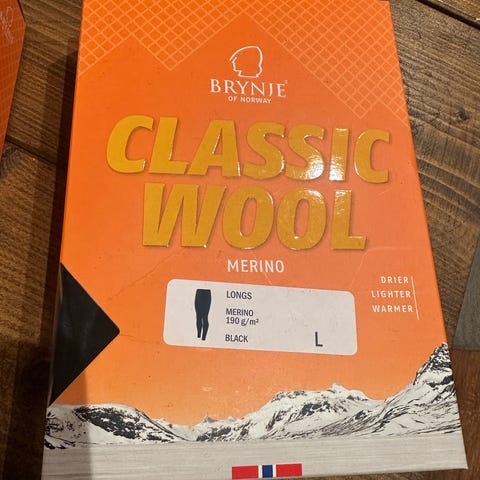 BRYNJE®
OF NORWAY
CLASSIC
WOOL
MERINO
DRIER
LIGHTER
WARMER
LONGS
MERINO
190 g/m²
BLACK
L